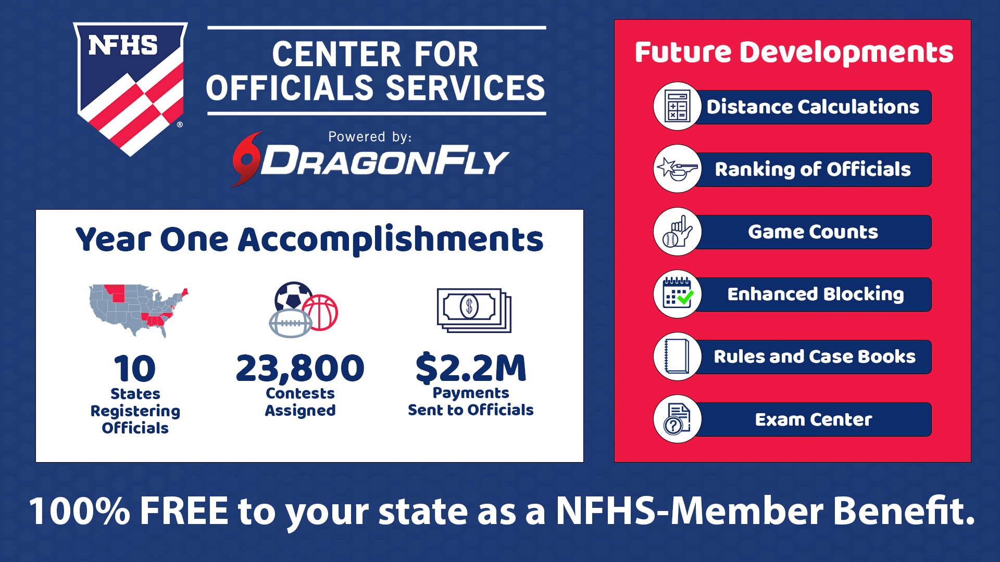 NFHS
®
CENTER FOR
OFFICIALS SERVICES
Powered by:
DRAGONFLY
Year One Accomplishments
10
States
Registering
Officials
23,800
Contests
Assigned
$2.2M
Payments
Sent to Officials
Future Developments
Distance Calculations
Ranking of Officials
Game Counts
Enhanced Blocking
Rules and Case Books
Exam Center
100% FREE to your state as a NFHS-Member Benefit.